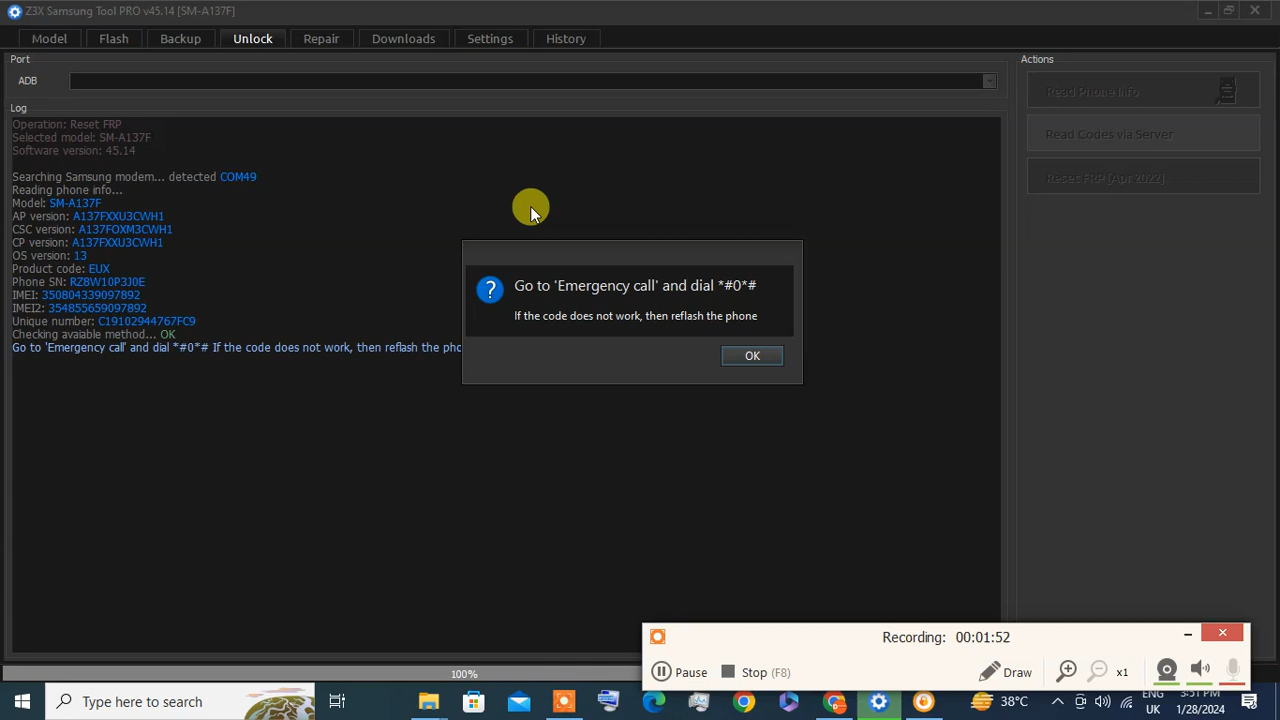 Z3X Samsung Tool PRO v45.14 [SM-A137F]
Model Flash Backup Unlock Repair Downloads Settings History
Port
ADB
Log
Operation: Reset FRP
Selected model: SM-A137F
Software version: 45.14
Searching Samsung modem... detected COM49
Reading phone info...
Model: SM-A137F
AP version: A137FXXU3CWH1
CSC version: A137FOXM3CWH1
CP version: A137FXXU3CWH1
OS version: 13
Product code: EUX
Phone SN: RZ8W10P3J0E
IMEI: 350804339097892
IMEI2: 354855659097892
Unique number: C19102944767FC9
Checking avaiable method... OK
Go to 'Emergency call' and dial *#0*# If the code does not work, then reflash the pho
Go to 'Emergency call' and dial *#0*#
If the code does not work, then reflash the phone
OK
Actions
Read Phone Info
Read Codes via Server
Reset FRP [Apr 2022]
Recording: 00:01:52
Pause Stop (F8) Draw x1
100%
Type here to search
38°C
ENG
UK
3:51 PM
1/28/2024